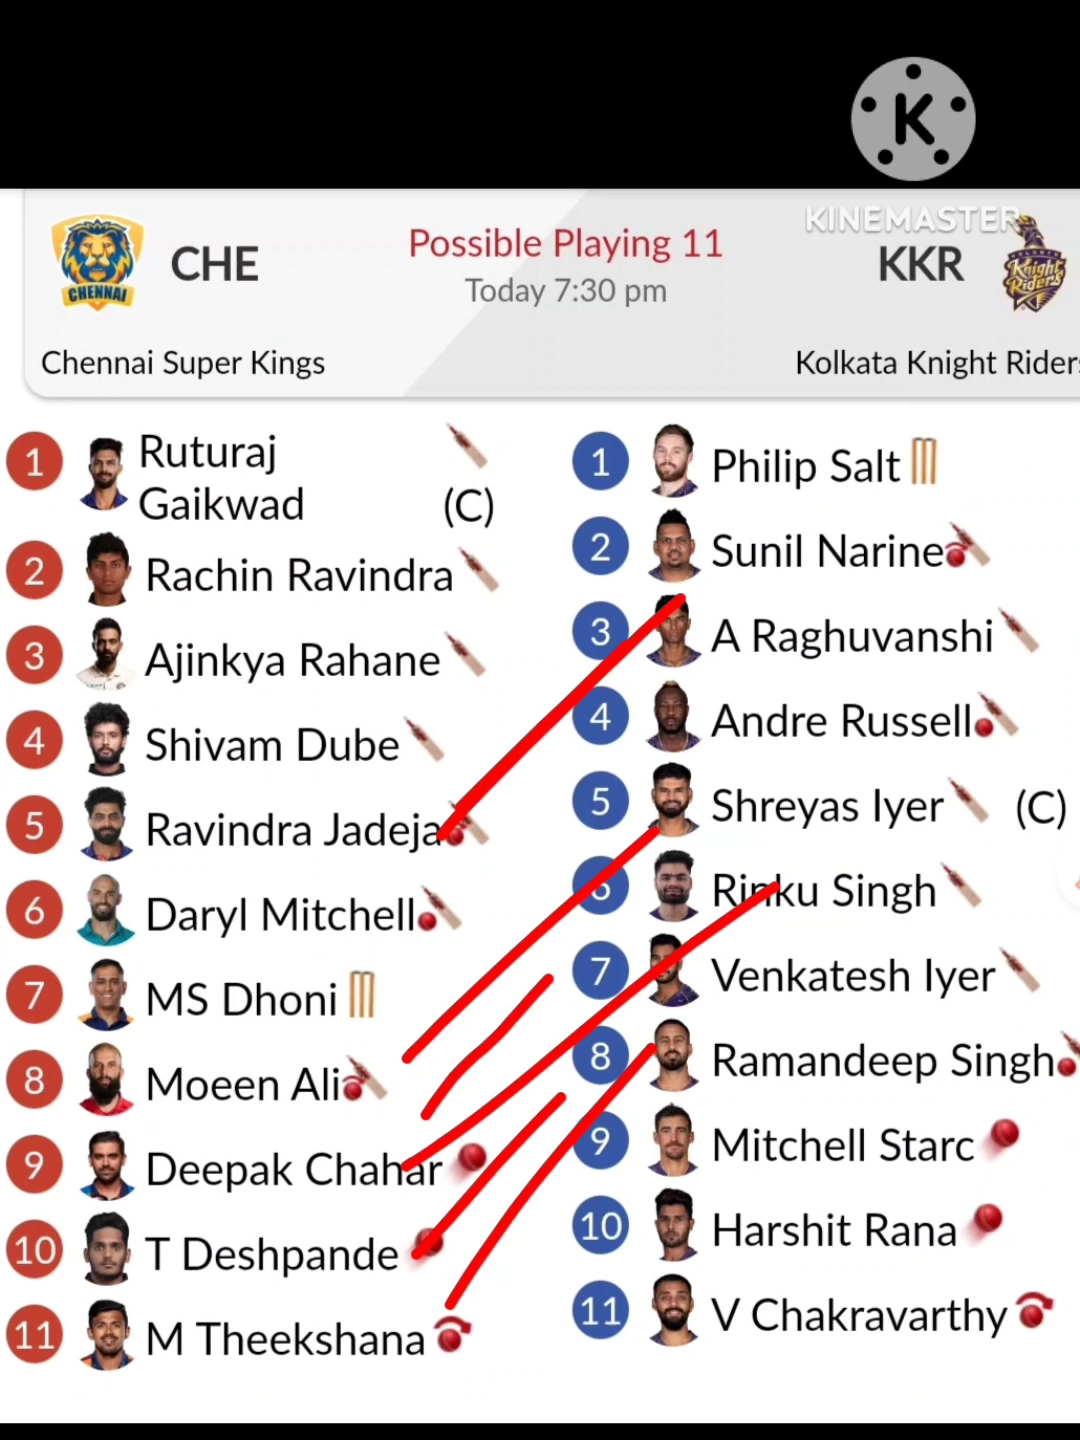 K
KINEMASTER
CHE
Possible Playing 11
KKR
Today 7:30 pm
CHENNAI
Knight
Riders
Chennai Super Kings
Kolkata Knight Riders
1 Ruturaj
Gaikwad (C)
2 Rachin Ravindra
3 Ajinkya Rahane
4 Shivam Dube
5 Ravindra Jadeja
6 Daryl Mitchell
7 MS Dhoni
8 Moeen Ali
9 Deepak Chahar
10 T Deshpande
11 M Theekshana
1 Philip Salt
2 Sunil Narine
3 A Raghuvanshi
4 Andre Russell
5 Shreyas Iyer (C)
6 Rinku Singh
7 Venkatesh Iyer
8 Ramandeep Singh
9 Mitchell Starc
10 Harshit Rana
11 V Chakravarthy